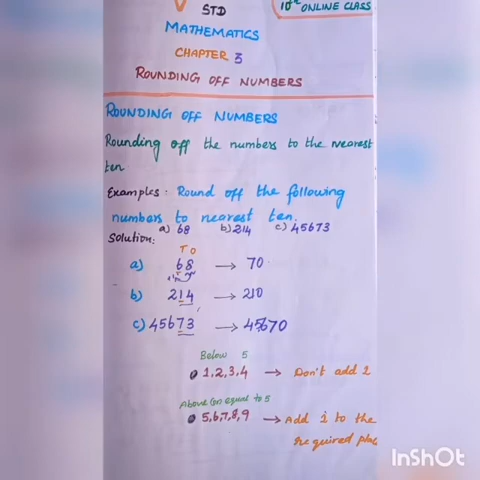 V
STD
10th ONLINE CLASS
MATHEMATICS
CHAPTER 3
ROUNDING OFF NUMBERS
ROUNDING OFF NUMBERS
Rounding off the numbers to the nearest
ten
Examples: Round off the following
numbers to nearest ten.
a) 68 b) 214 c) 45673
Solution:
T O
a) 68 → 70
b) 214 → 210
c) 45673 → 45670
Below 5
1,2,3,4 → Don't add 1
Above (or) equal to 5
5,6,7,8,9 → Add 1 to the
required plac
InShOt